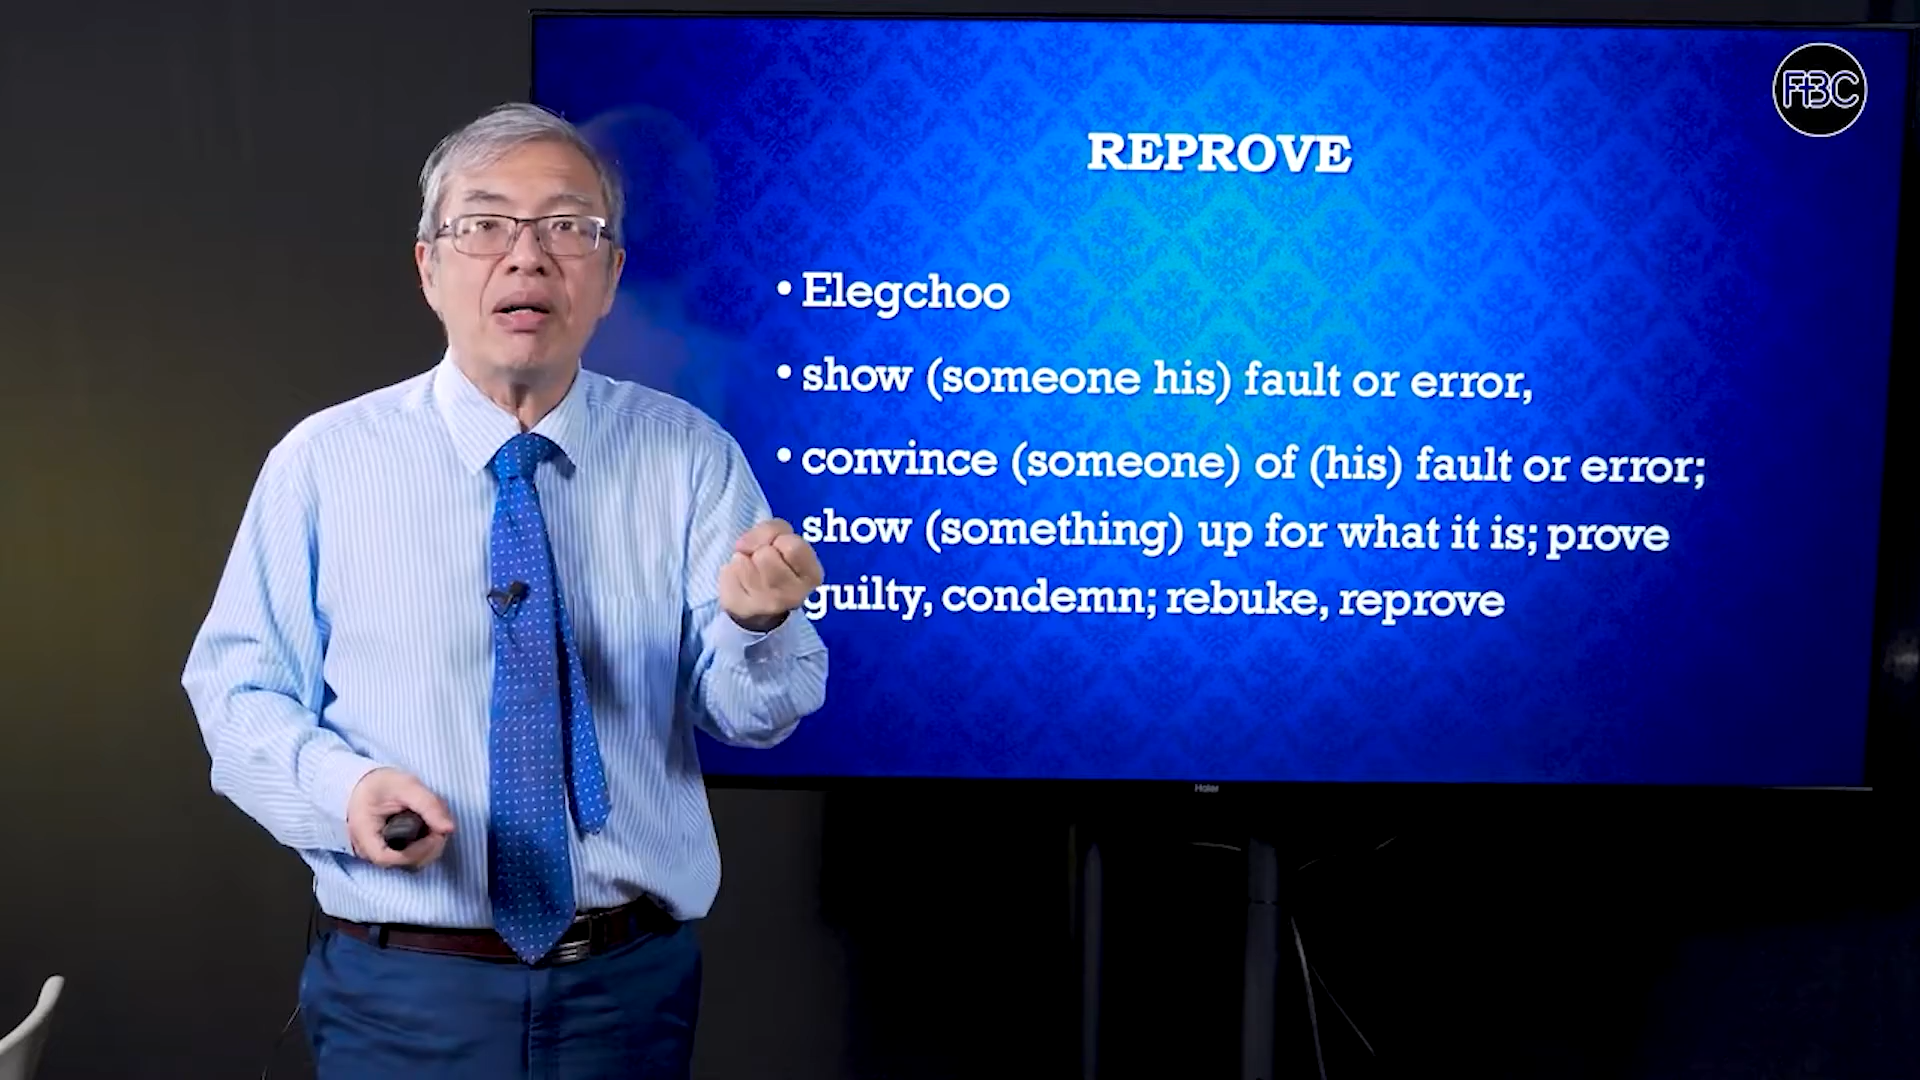 FBC
REPROVE
• Elegchoo
• show (someone his) fault or error,
• convince (someone) of (his) fault or error;
show (something) up for what it is; prove
guilty, condemn; rebuke, reprove
Haier